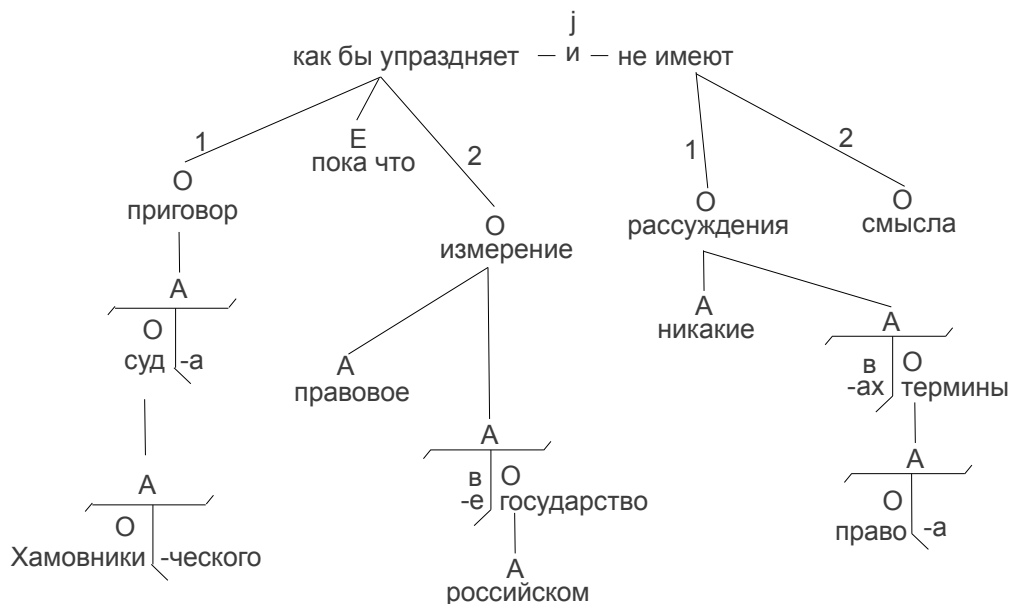 j
как бы упраздняет — и — не имеют
1 Е 2 1 2
пока что
О О О
приговор рассуждения смысла
О
измерение
А А А
никакие
О А
суд -а в О
А -ах термины
правовое
А А А
О в О О
Хамовники -ческого -е государство право -а
А
российском